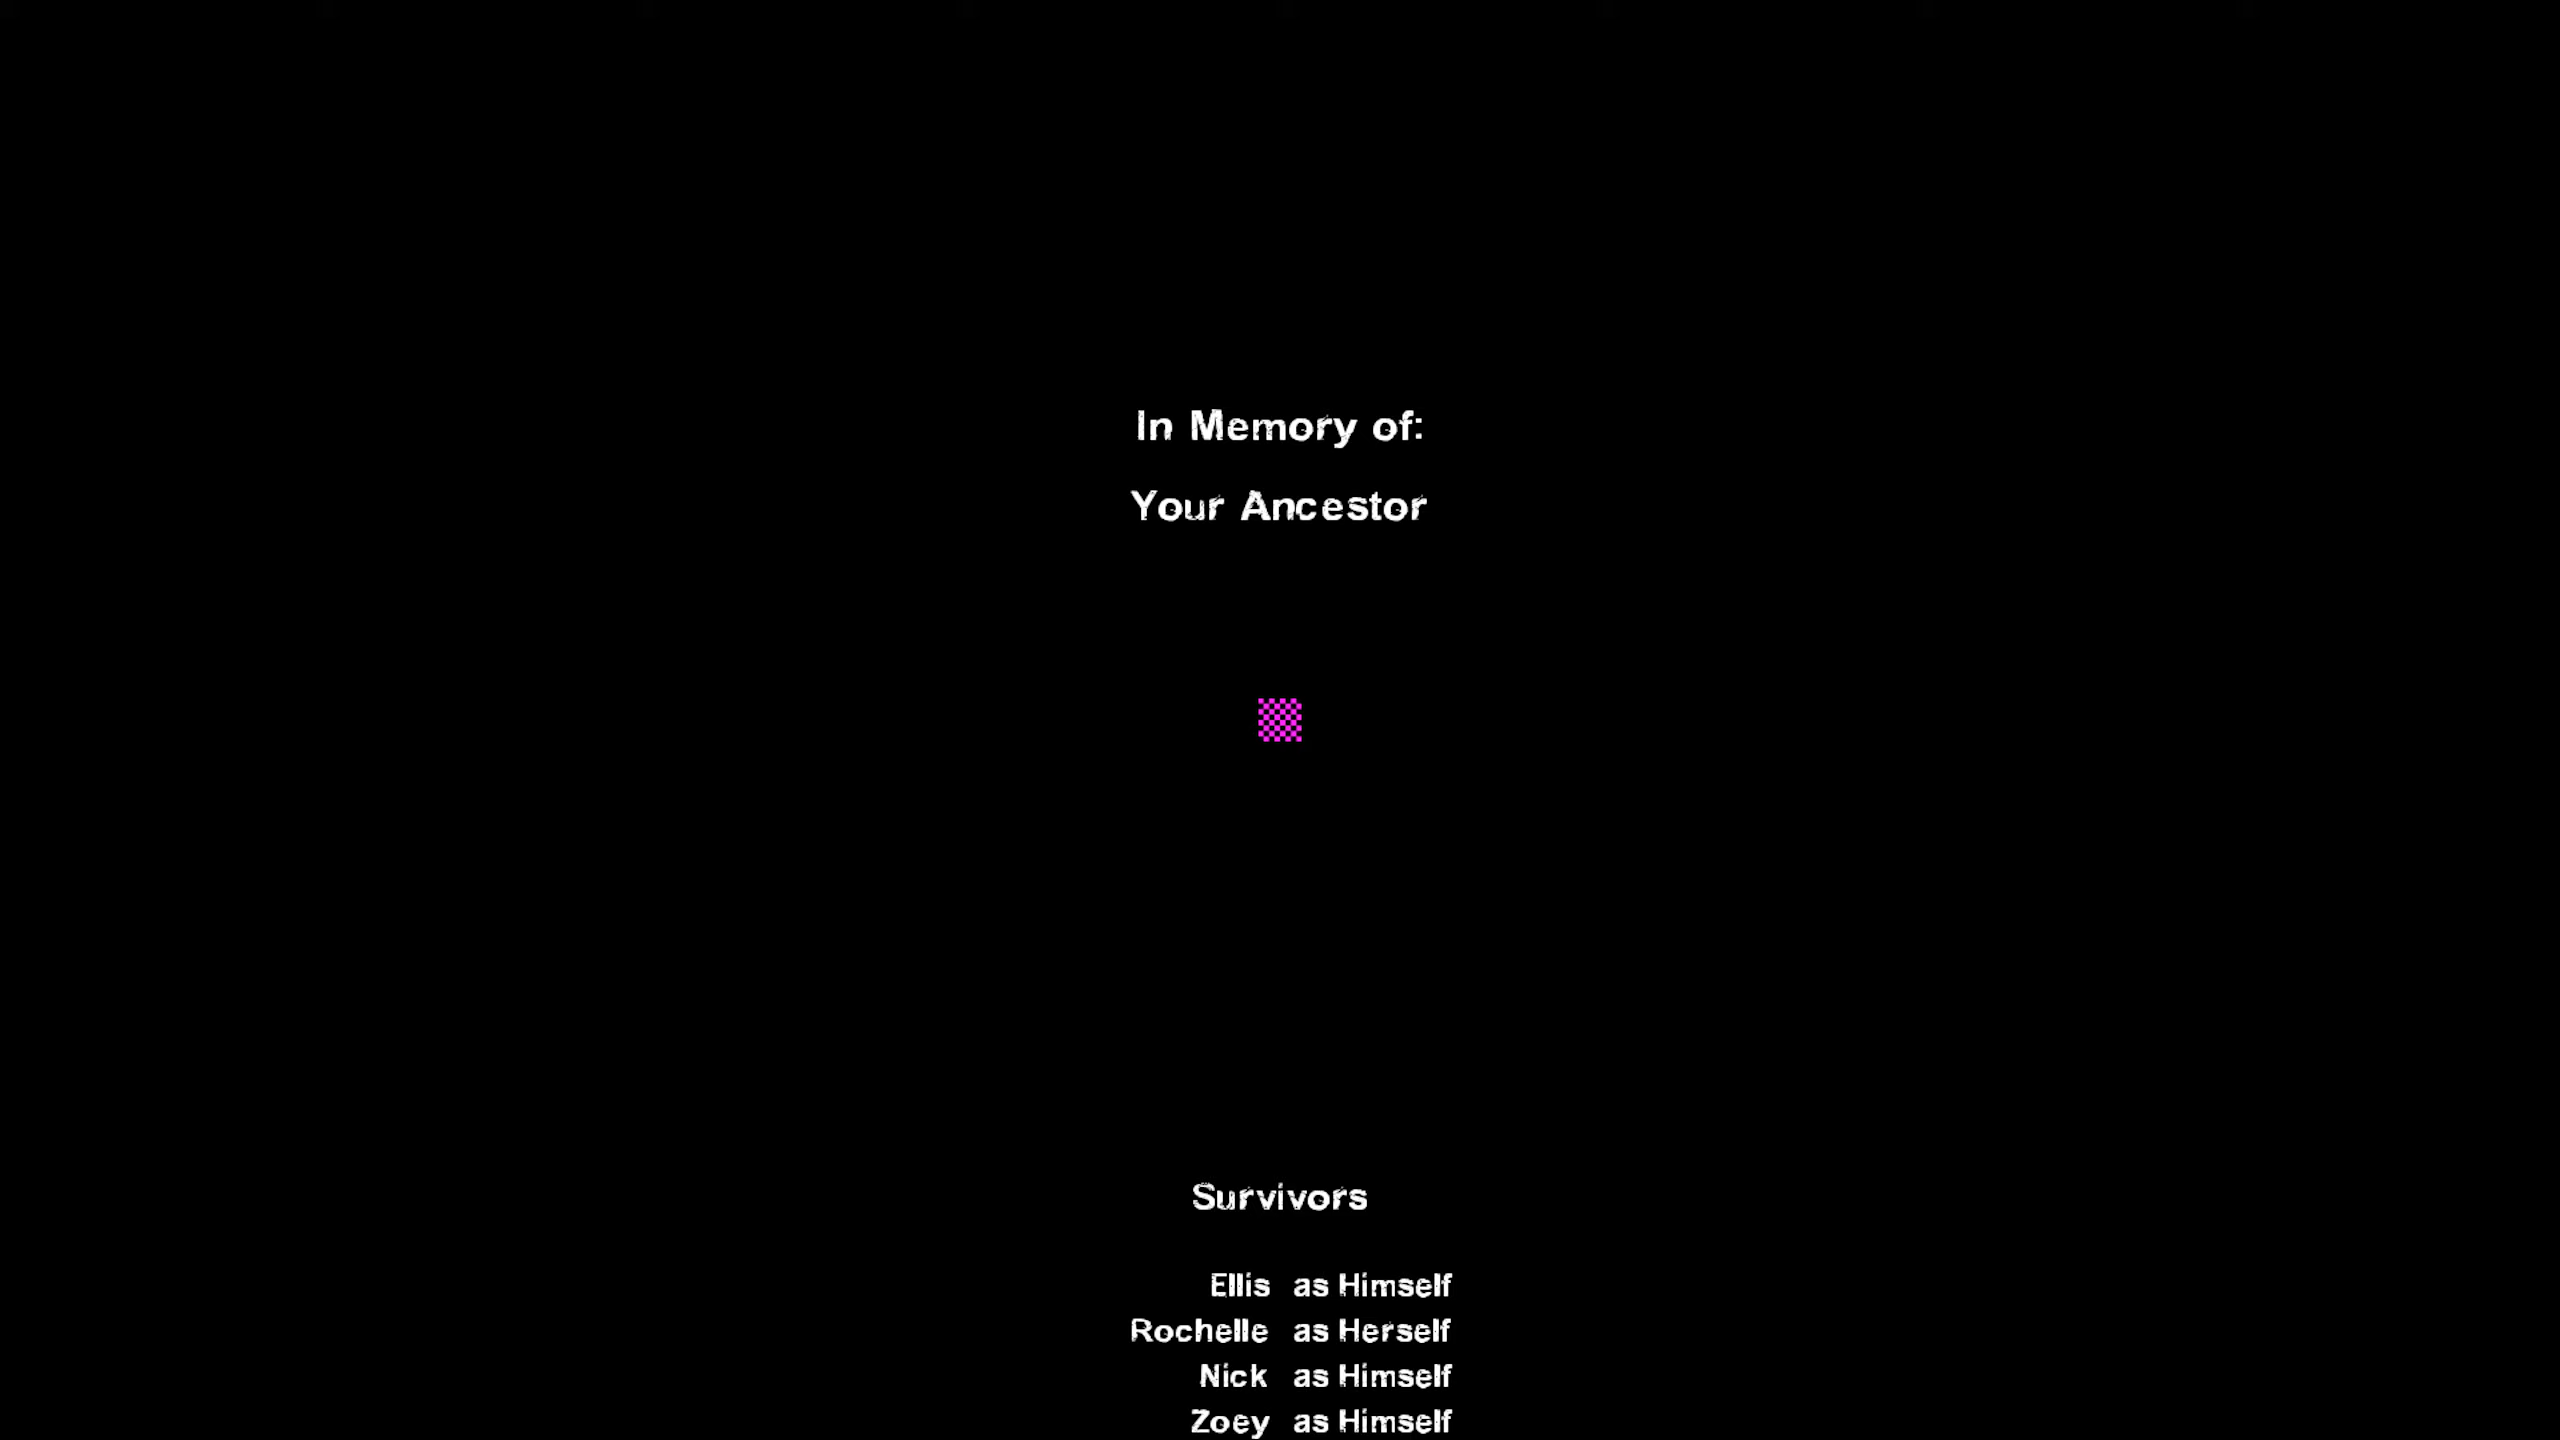 In Memory of:
Your Ancestor
Survivors
Ellis as Himself
Rochelle as Herself
Nick as Himself
Zoey as Himself